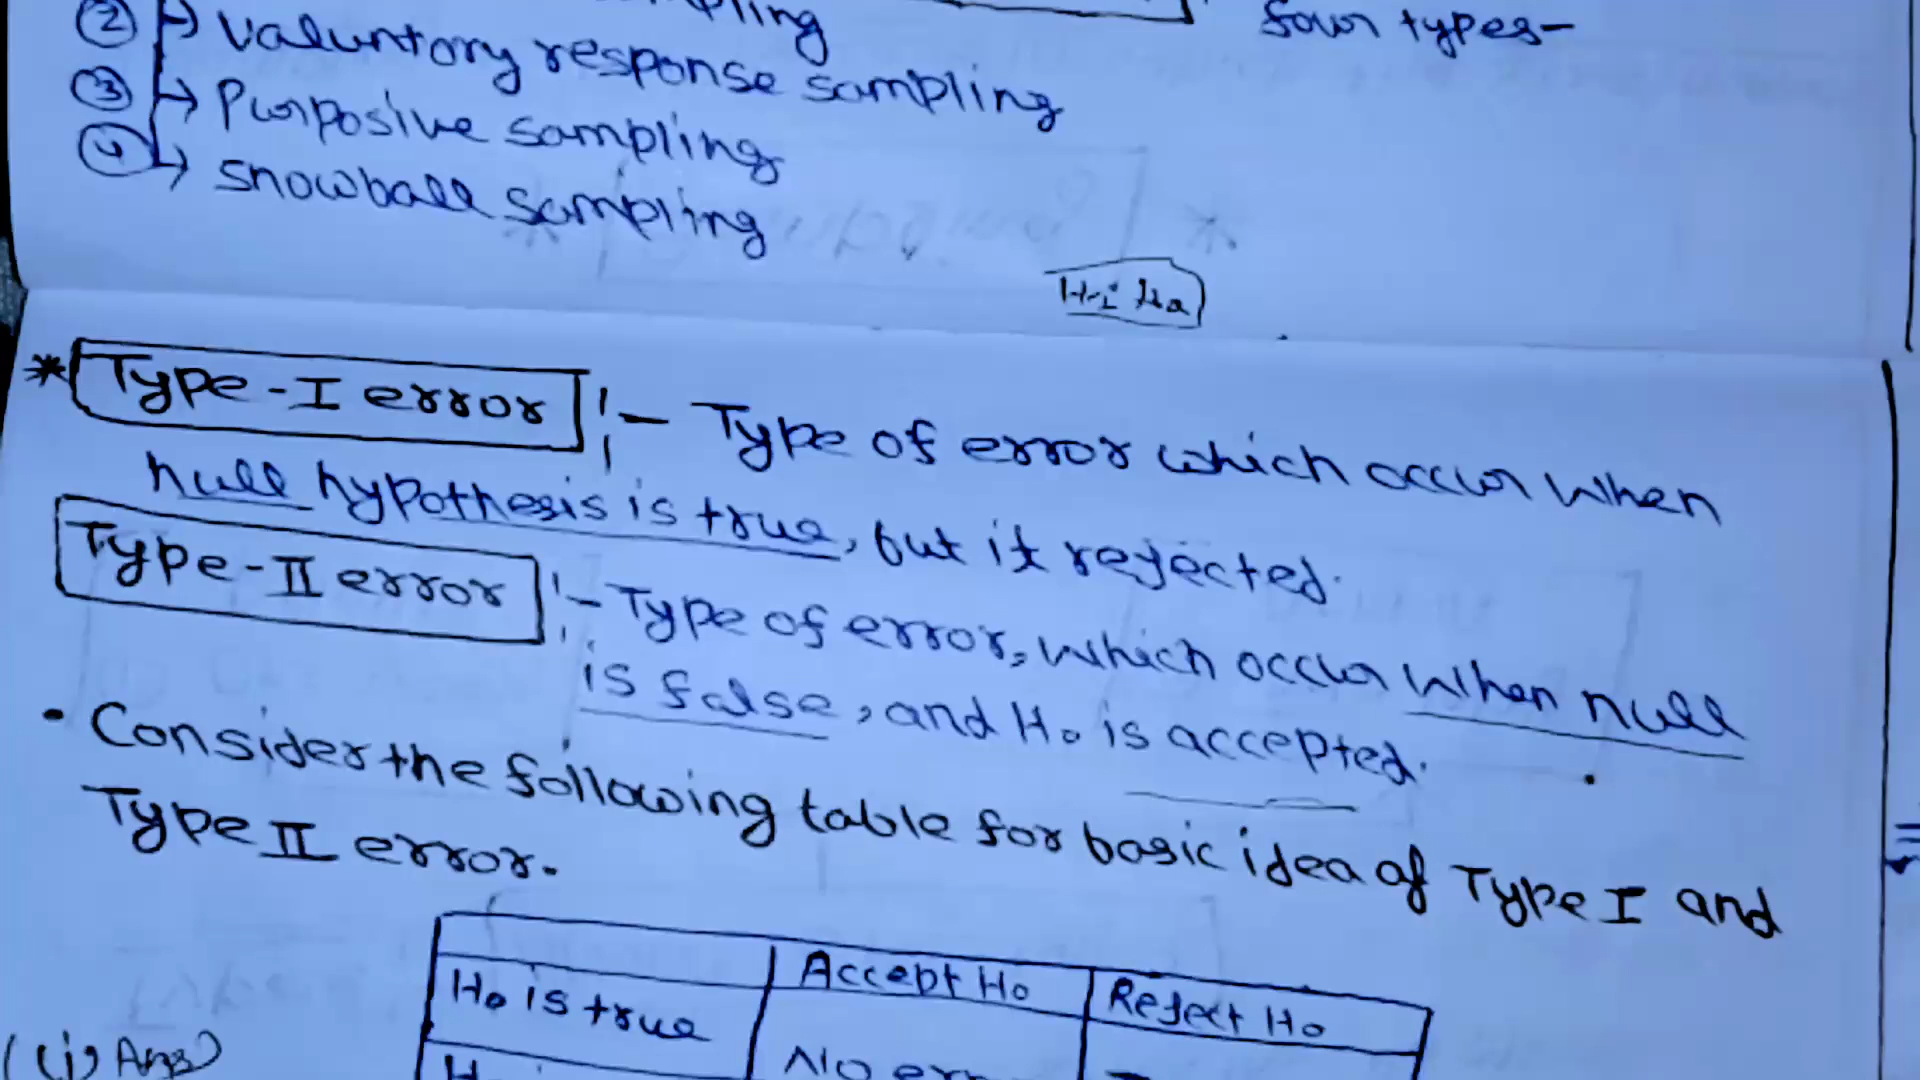 four types-
② → Valuntory response sampling
③ → Purposive sampling
④ → Snowball sampling
* Type-I error :- Type of error which occur when
null hypothesis is true, but it rejected.
Type-II error :- Type of error, which occur when null
is false, and H₀ is accepted.
• Consider the following table for basic idea of Type I and
Type II error.
Accept H₀ Reject H₀
H₀ is true No
(i) Ans)